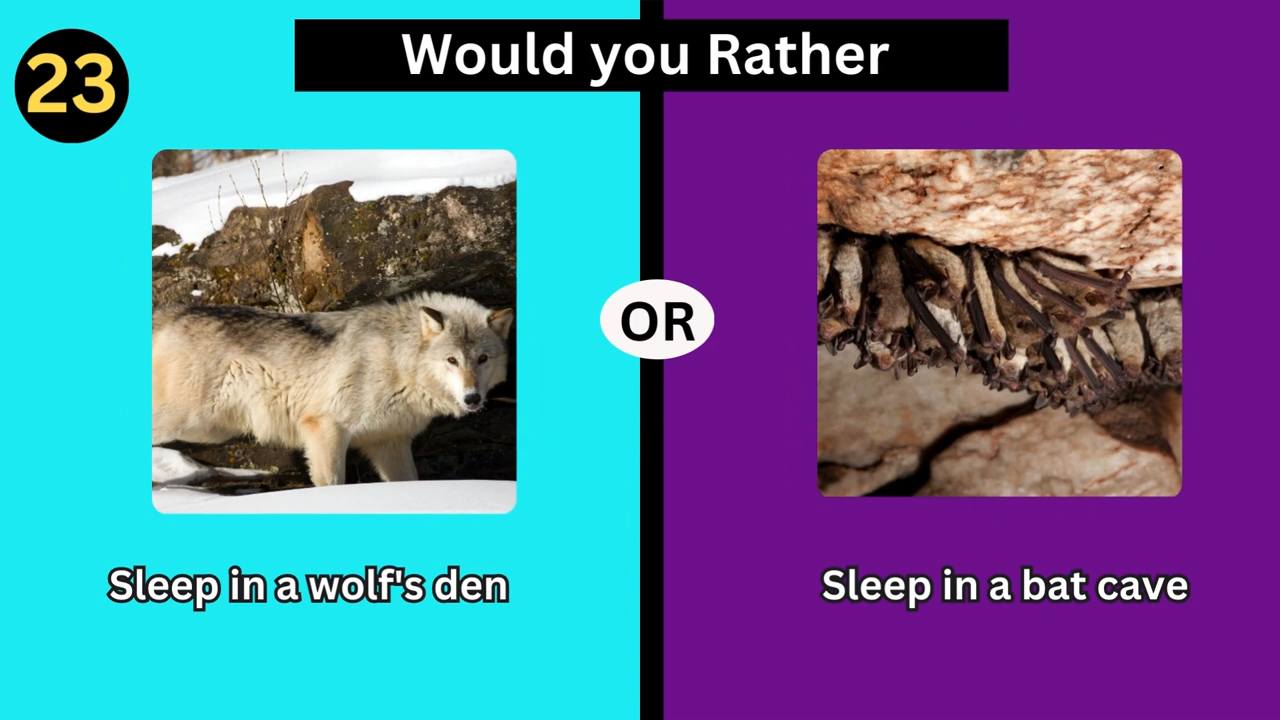 23
Would you Rather
OR
Sleep in a wolf's den
Sleep in a bat cave